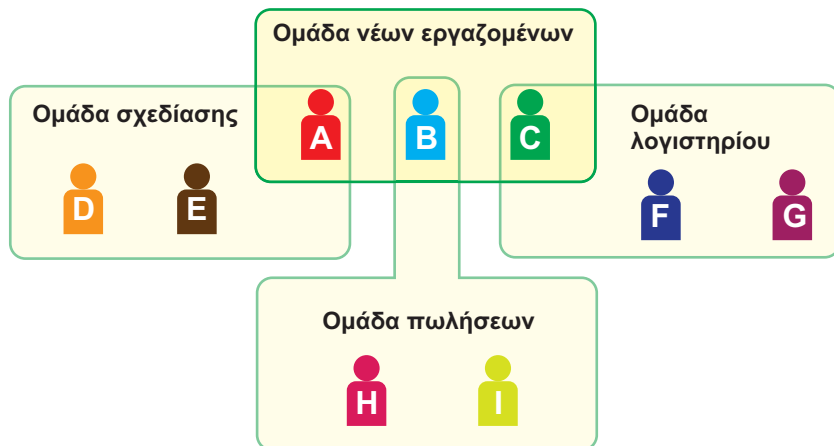 Ομάδα νέων εργαζομένων
Ομάδα σχεδίασης
A
B
C
Ομάδα
λογιστηρίου
D
E
F
G
Ομάδα πωλήσεων
H
I